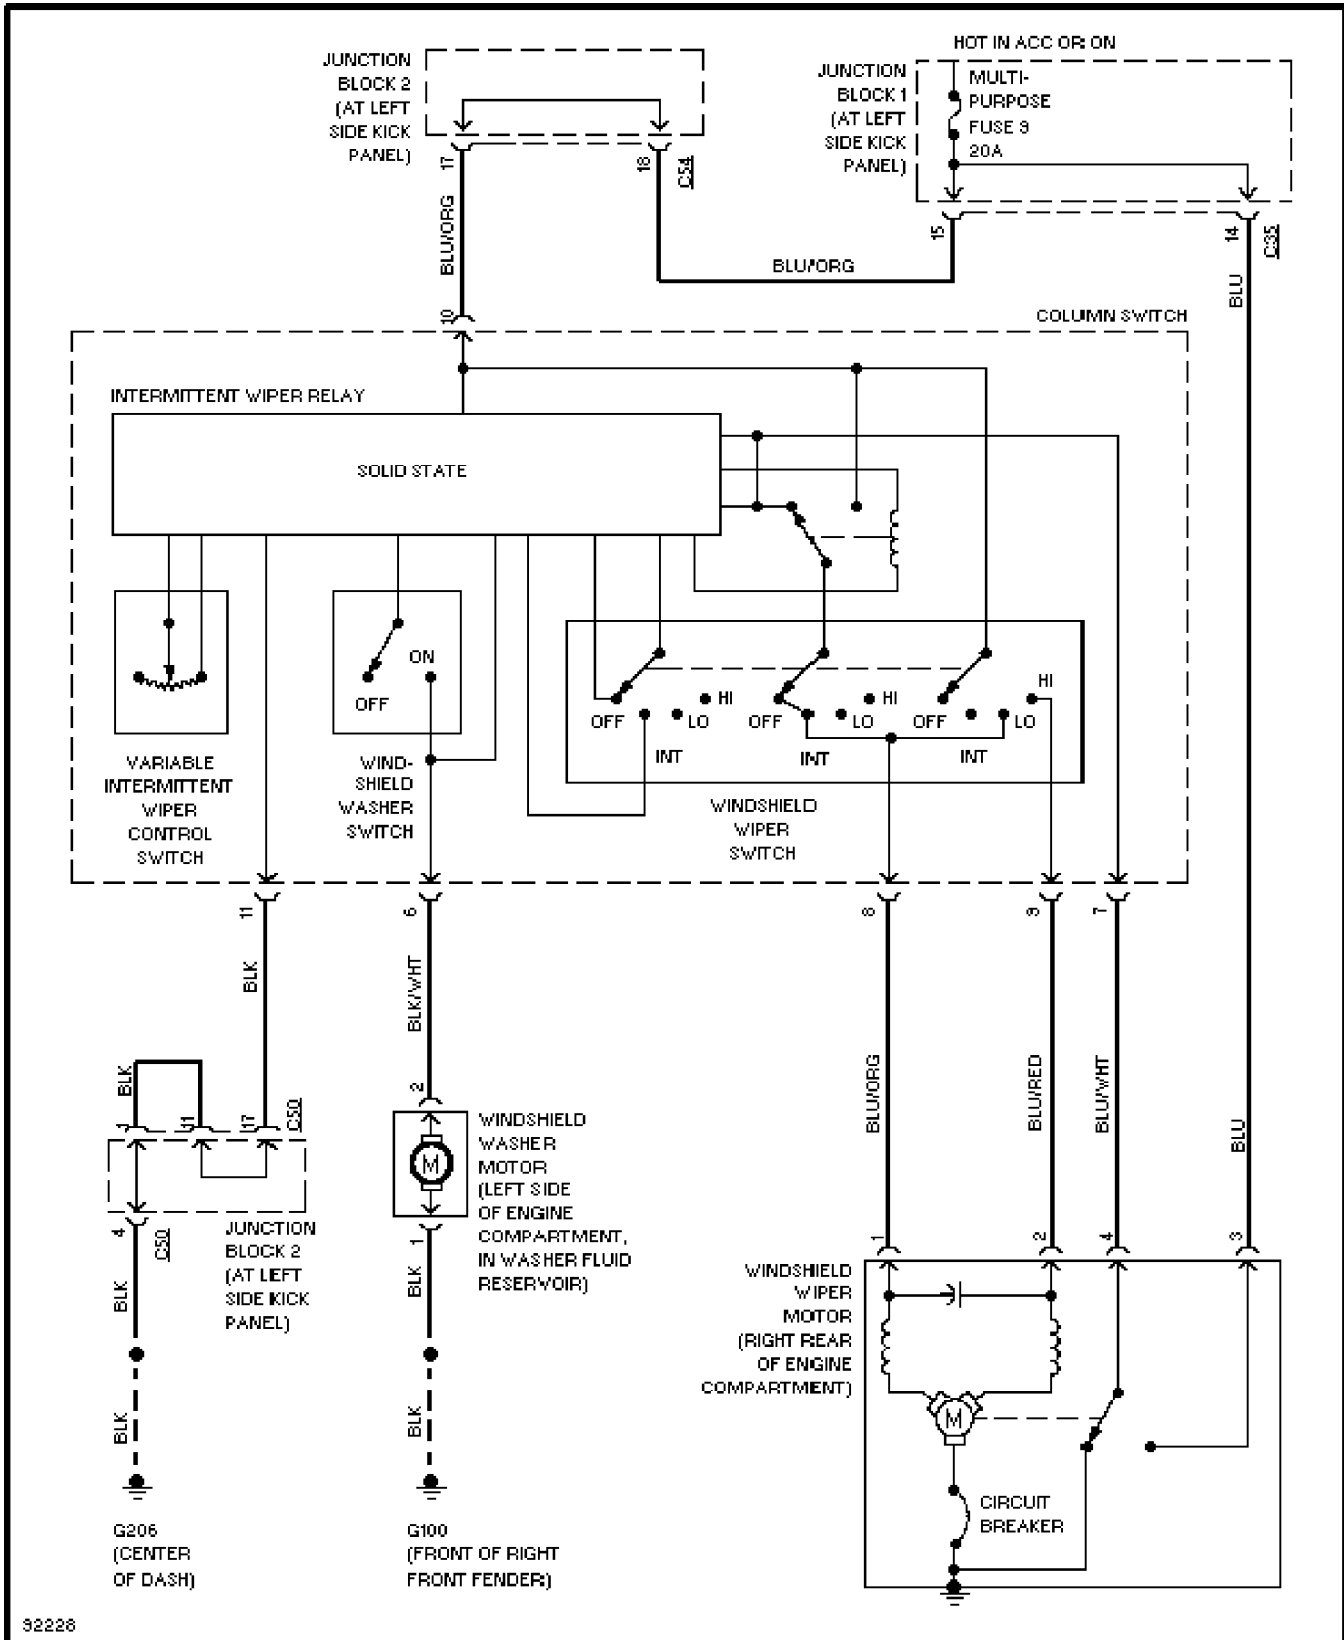 HOT IN ACC OR ON
JUNCTION
BLOCK 2
(AT LEFT
SIDE KICK
PANEL)
JUNCTION
BLOCK 1
(AT LEFT
SIDE KICK
PANEL)
MULTI-
PURPOSE
FUSE 9
20A
17
18
C54
15
14
C35
BLU/ORG
BLU/ORG
BLU
10
COLUMN SWITCH
INTERMITTENT WIPER RELAY
SOLID STATE
ON
OFF
OFF
INT
LO
HI
OFF
INT
LO
HI
OFF
INT
LO
HI
VARIABLE
INTERMITTENT
WIPER
CONTROL
SWITCH
WIND-
SHIELD
WASHER
SWITCH
WINDSHIELD
WIPER
SWITCH
11
6
8
9
7
BLK
BLK/WHT
BLU/ORG
BLU/RED
BLU/WHT
BLU
BLK
1
11
17
C50
2
WINDSHIELD
WASHER
MOTOR
(LEFT SIDE
OF ENGINE
COMPARTMENT,
IN WASHER FLUID
RESERVOIR)
M
4
C50
JUNCTION
BLOCK 2
(AT LEFT
SIDE KICK
PANEL)
1
1
2
4
3
WINDSHIELD
WIPER
MOTOR
(RIGHT REAR
OF ENGINE
COMPARTMENT)
M
BLK
BLK
BLK
BLK
CIRCUIT
BREAKER
G206
(CENTER
OF DASH)
G100
(FRONT OF RIGHT
FRONT FENDER)
92228